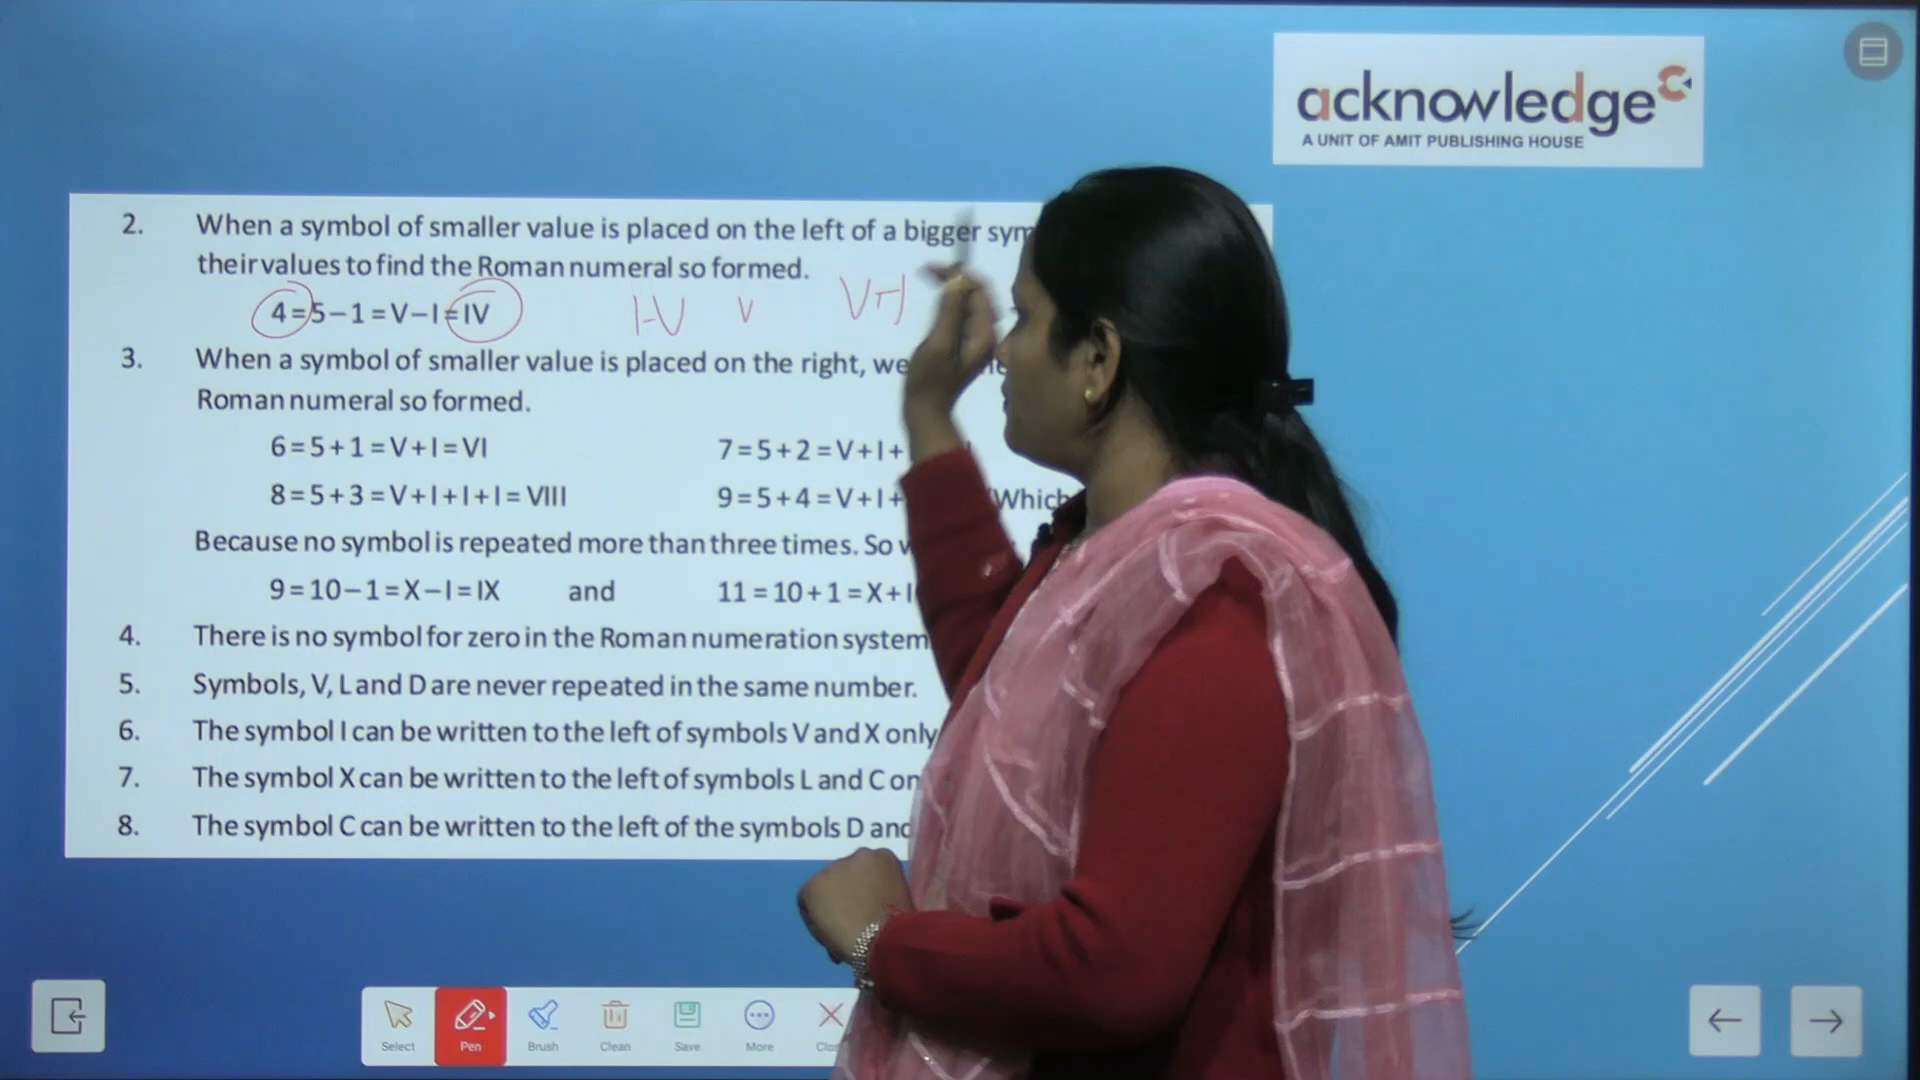 acknowledge
A UNIT OF AMIT PUBLISHING HOUSE
2. When a symbol of smaller value is placed on the left of a bigger
their values to find the Roman numeral so formed.
4 = 5 – 1 = V – I = IV I-V V V+I
3. When a symbol of smaller value is placed on the right, we
Roman numeral so formed.
6 = 5 + 1 = V + I = VI 7 = 5 + 2 = V + I +
8 = 5 + 3 = V + I + I + I = VIII 9 = 5 + 4 = V + I +
Because no symbol is repeated more than three times. So
9 = 10 – 1 = X – I = IX and 11 = 10 + 1 = X + I
4. There is no symbol for zero in the Roman numeration system
5. Symbols, V, L and D are never repeated in the same number.
6. The symbol I can be written to the left of symbols V and X only
7. The symbol X can be written to the left of symbols L and C
8. The symbol C can be written to the left of the symbols D and
Select Pen Brush Clean Save More